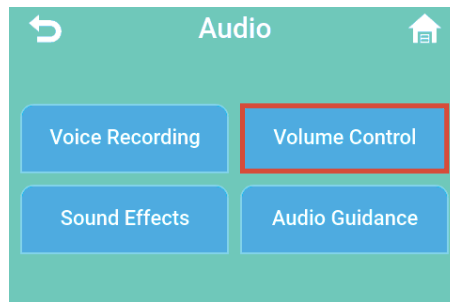 Audio
Voice Recording
Volume Control
Sound Effects
Audio Guidance